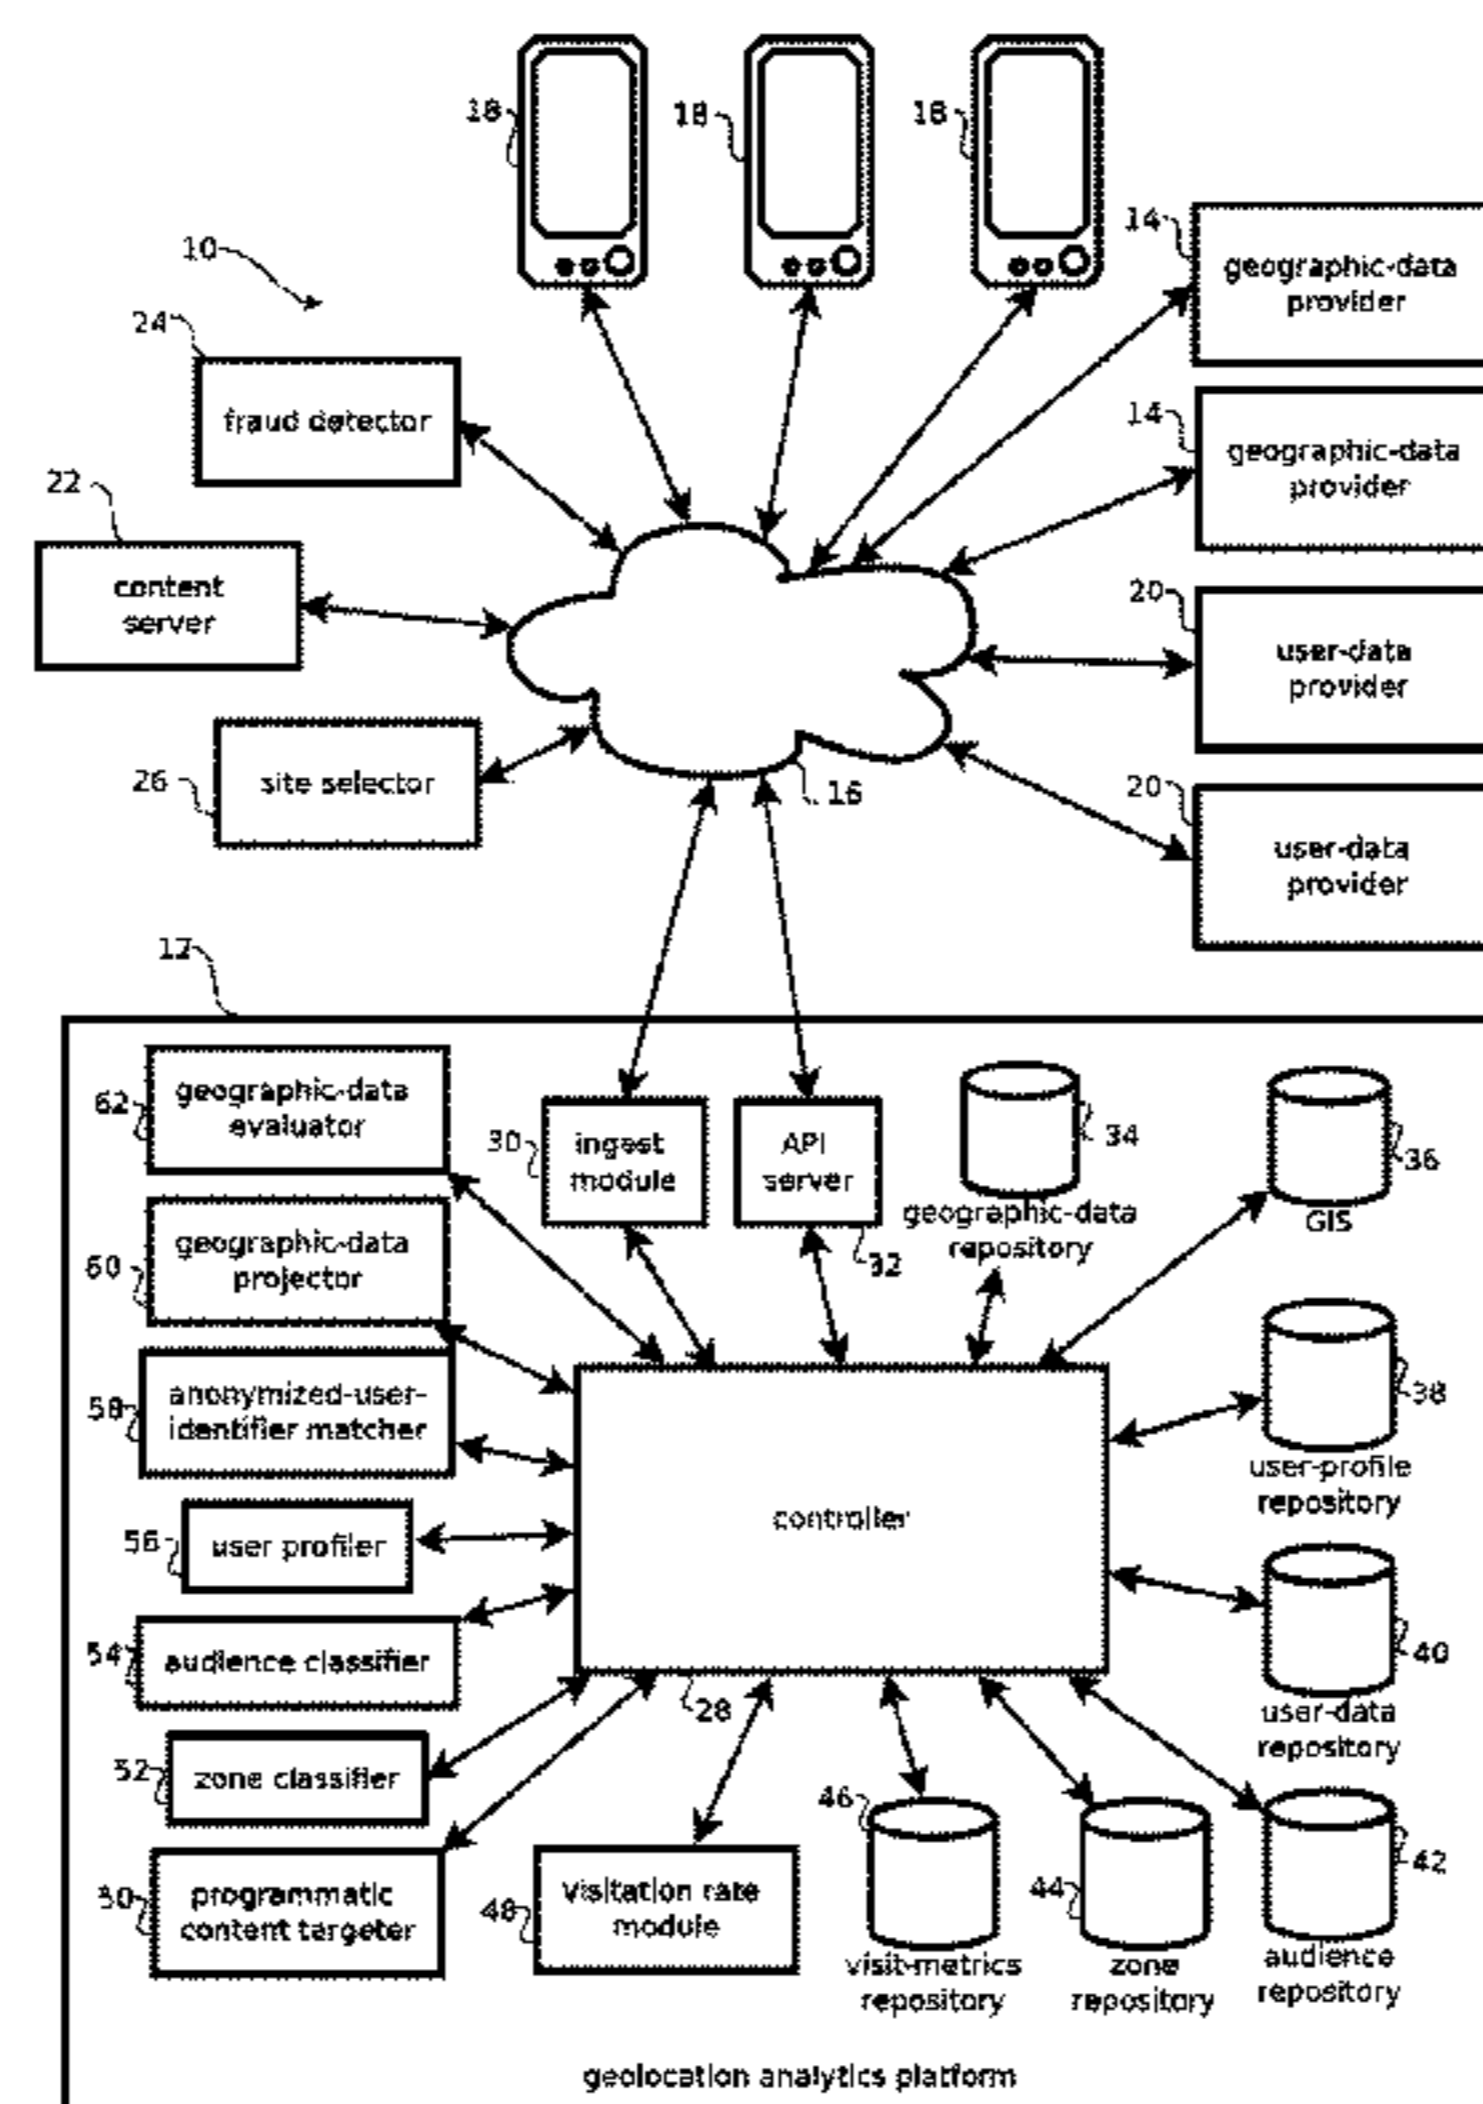 18
18
18
10
14
geographic-data
provider
24
fraud detector
14
geographic-data
provider
22
content
server
20
user-data
provider
26
site selector
16
20
user-data
provider
12
62
geographic-data
evaluator
30
ingest
module
API
server
32
34
geographic-data
repository
36
GIS
60
geographic-data
projector
58
anonymized-user-
identifier matcher
38
user-profile
repository
controller
28
56
user profiler
54
audience classifier
40
user-data
repository
52
zone classifier
50
programmatic
content targeter
48
visitation rate
module
46
visit-metrics
repository
44
zone
repository
42
audience
repository
geolocation analytics platform